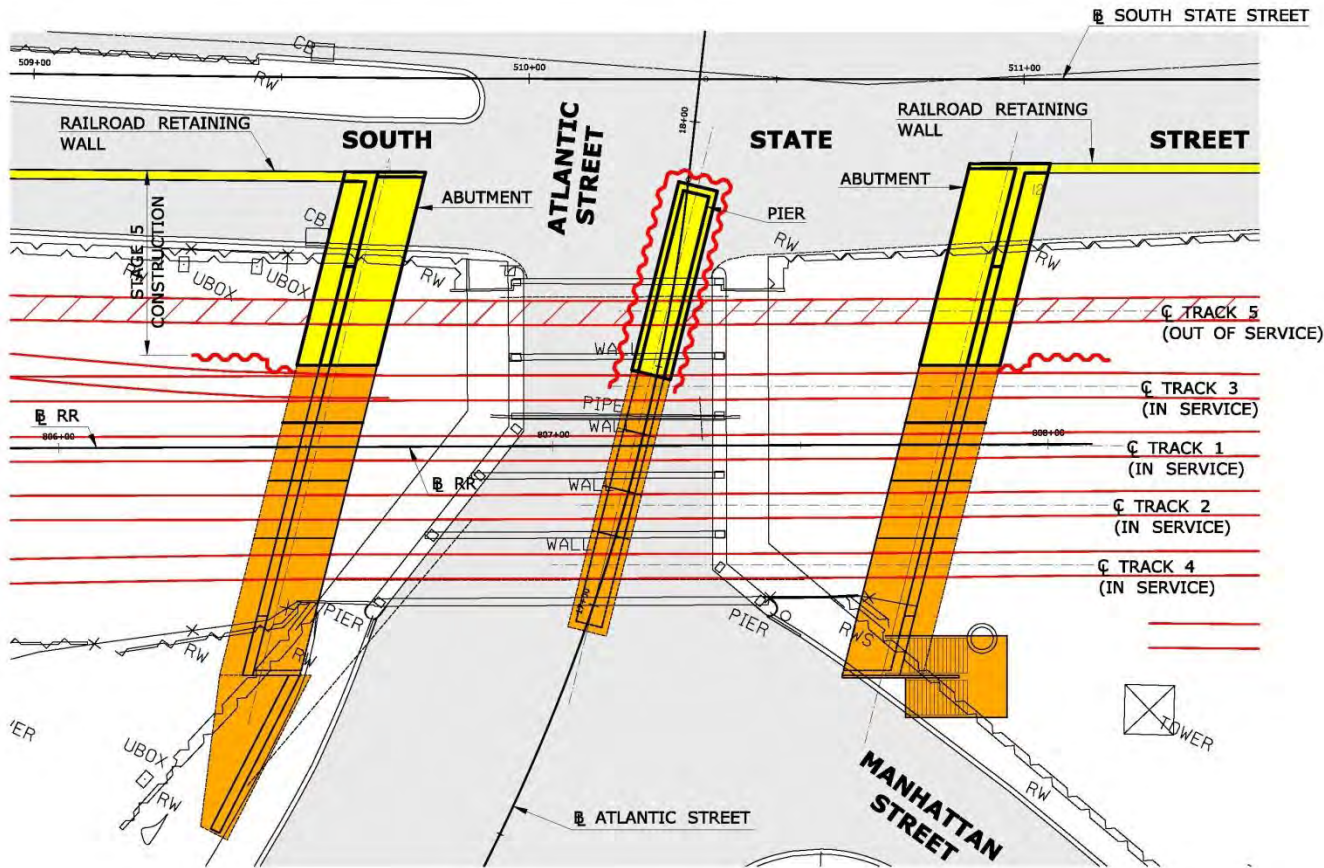 ℄ SOUTH STATE STREET
509+00
510+00
511+00
CB
RW
18+00
RAILROAD RETAINING
WALL
SOUTH
ATLANTIC
STREET
STATE
RAILROAD RETAINING
WALL
STREET
ABUTMENT
ABUTMENT
PIER
12
CB
RW
STAGE 5
CONSTRUCTION
UBOX
UBOX
RW
RW
℄ TRACK 5
(OUT OF SERVICE)
WALL
℄ TRACK 3
(IN SERVICE)
PIPE
WAL
℄ RR
806+00
807+00
808+00
℄ TRACK 1
(IN SERVICE)
℄ RR
WALL
℄ TRACK 2
(IN SERVICE)
WALL
℄ TRACK 4
(IN SERVICE)
17+00
PIER
PIER
RW
RW
RWS
UBOX
RW
TOWER
RW
MANHATTAN
STREET
℄ ATLANTIC STREET